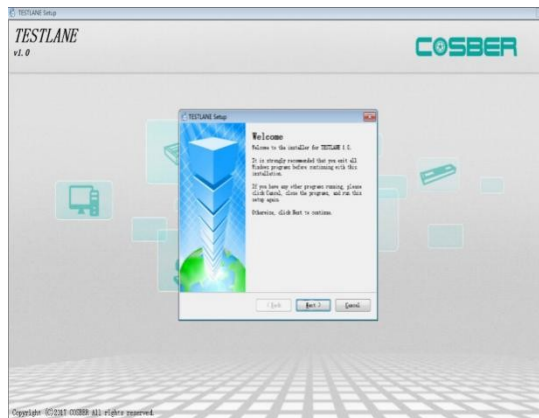 TESTLANE Setup
TESTLANE
v1.0
COSBER
TESTLANE Setup
Welcome
Welcome to the installer for TESTLANE 1.0.
It is strongly recommended that you exit all
Windows programs before continuing with this
installation.
If you have any other programs running, please
click Cancel, close the programs, and run this
setup again.
Otherwise, click Next to continue.
< Back
Next >
Cancel
Copyright (C)2017 COSBER All rights reserved.